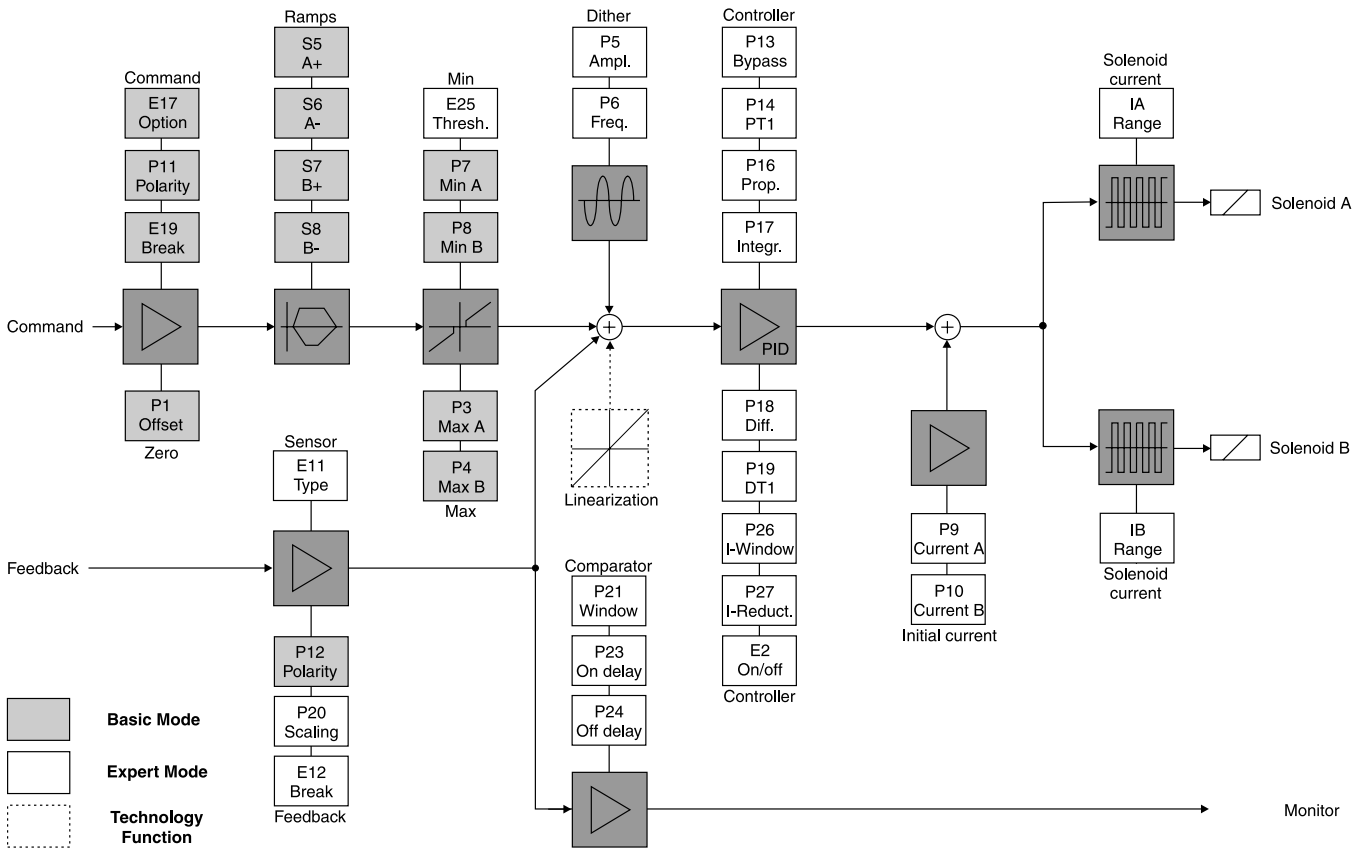 Ramps
S5
A+
S6
A-
S7
B+
S8
B-
Command
E17
Option
P11
Polarity
E19
Break
Command
P1
Offset
Zero
Min
E25
Thresh.
P7
Min A
P8
Min B
P3
Max A
P4
Max B
Max
Dither
P5
Ampl.
P6
Freq.
Linearization
Controller
P13
Bypass
P14
PT1
P16
Prop.
P17
Integr.
PID
P18
Diff.
P19
DT1
P26
I-Window
P27
I-Reduct.
E2
On/off
Controller
P9
Current A
P10
Current B
Initial current
Solenoid current
IA
Range
Solenoid A
Solenoid B
IB
Range
Solenoid
current
Sensor
E11
Type
Feedback
P12
Polarity
P20
Scaling
E12
Break
Feedback
Comparator
P21
Window
P23
On delay
P24
Off delay
Monitor
Basic Mode
Expert Mode
Technology
Function